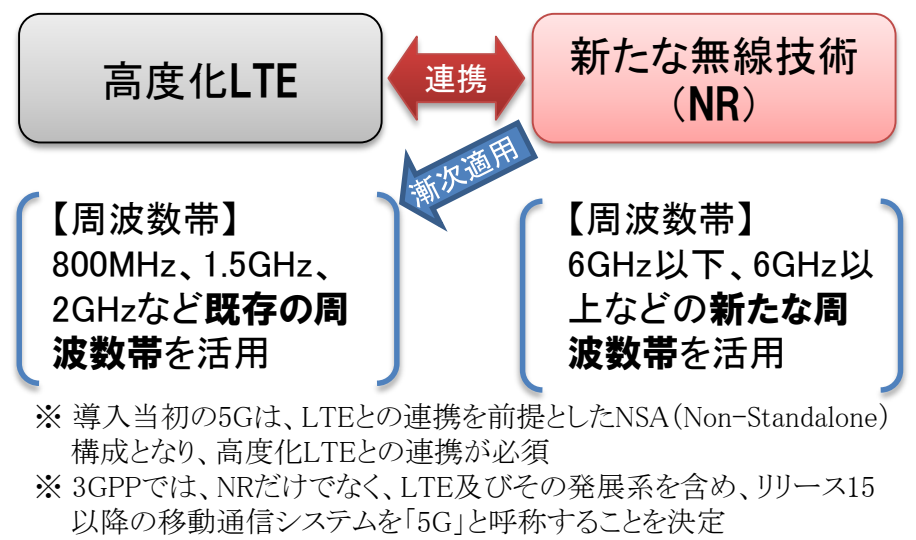 高度化LTE
連携
新たな無線技術
（NR）
漸次適用
【周波数帯】
800MHz、1.5GHz、
2GHzなど既存の周
波数帯を活用
【周波数帯】
6GHz以下、6GHz以
上などの新たな周
波数帯を活用
※ 導入当初の5Gは、LTEとの連携を前提としたNSA（Non-Standalone）
構成となり、高度化LTEとの連携が必須
※ 3GPPでは、NRだけでなく、LTE及びその発展系を含め、リリース15
以降の移動通信システムを「5G」と呼称することを決定